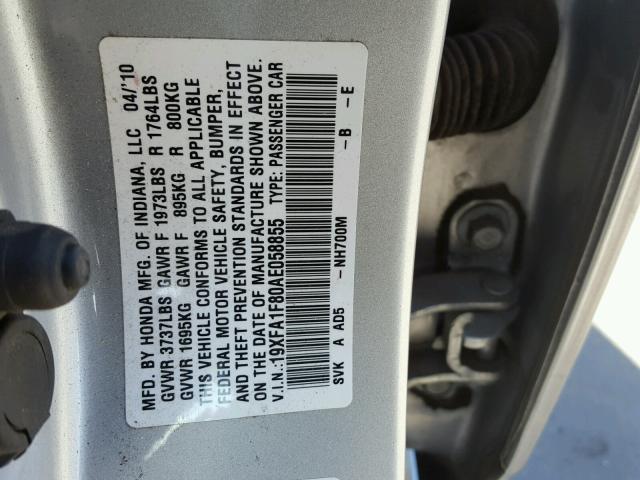 MFD. BY HONDA MFG. OF INDIANA, LLC 04/'10
GVWR 3737LBS GAWR F 1973LBS R 1764LBS
GVWR 1695KG GAWR F 895KG R 800KG
THIS VEHICLE CONFORMS TO ALL APPLICABLE
FEDERAL MOTOR VEHICLE SAFETY, BUMPER,
AND THEFT PREVENTION STANDARDS IN EFFECT
ON THE DATE OF MANUFACTURE SHOWN ABOVE.
V.I.N.:19XFA1F80AE058855 TYPE: PASSENGER CAR
SVK A AD5 -NH700M -B -E